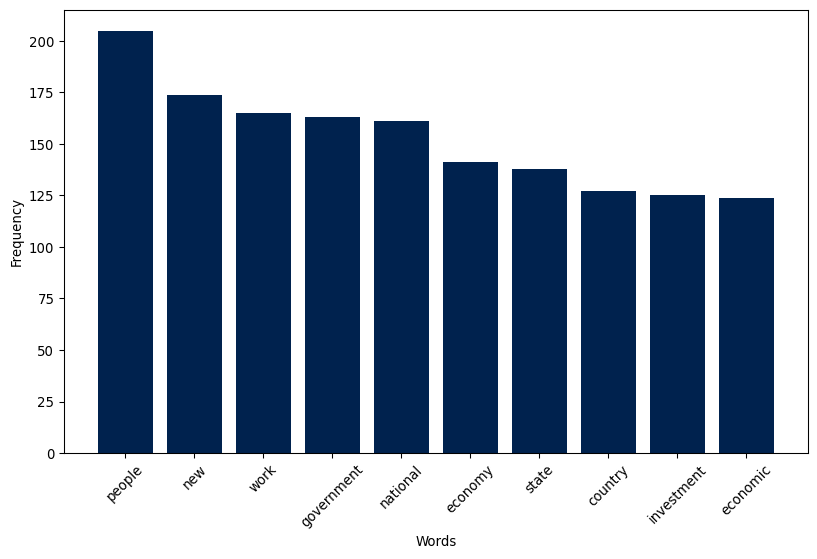 200
175
150
125
100
75
50
25
0
Frequency
people
new
work
government
national
economy
state
country
investment
economic
Words